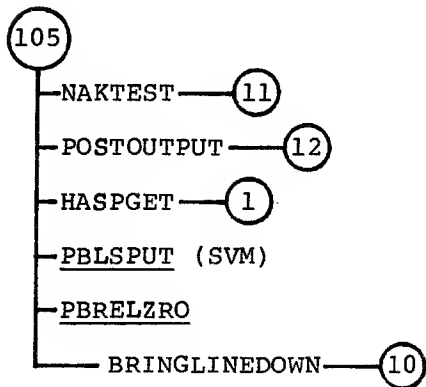 105
NAKTEST 11
POSTOUTPUT 12
HASPGET 1
PBLSPUT (SVM)
PBRELZRO
BRINGLINEDOWN 10